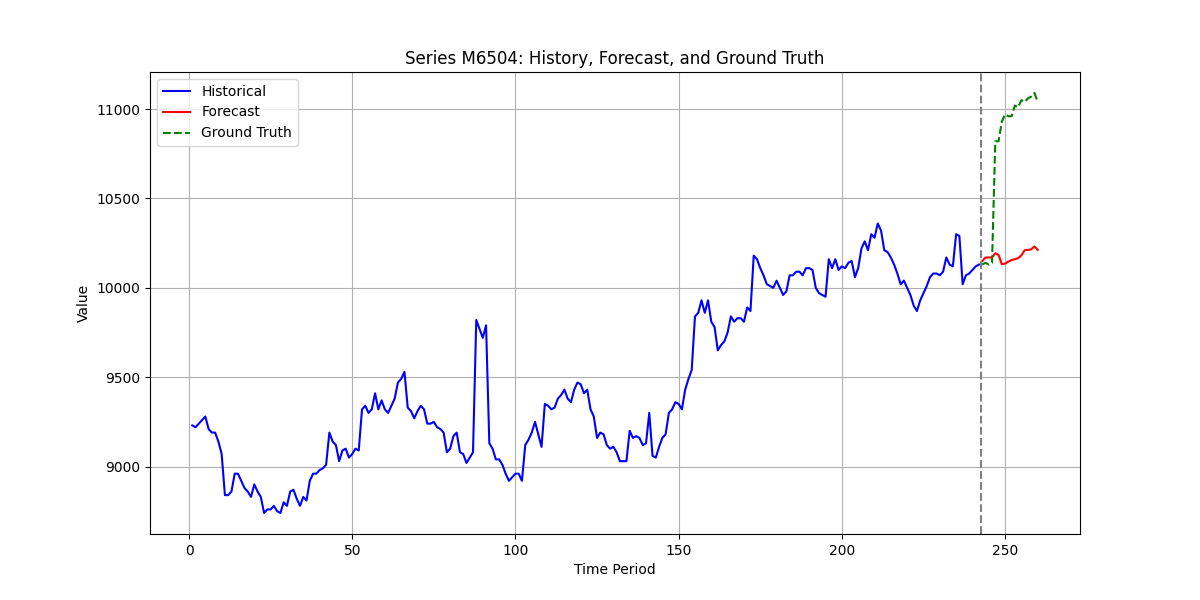 Series M6504: History, Forecast, and Ground Truth
Historical
Forecast
Ground Truth
11000
10500
10000
9500
9000
Value
0
50
100
150
200
250
Time Period